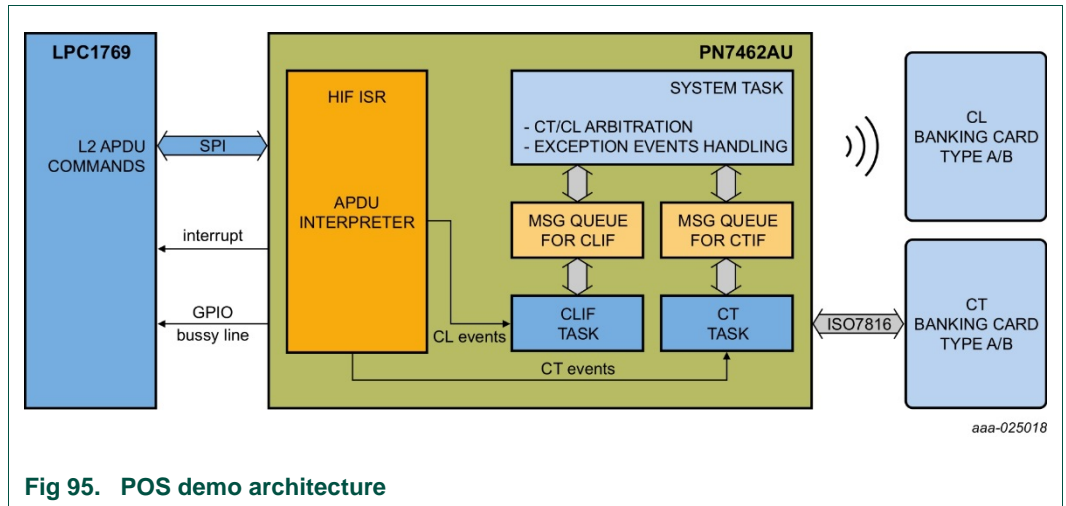 LPC1769
L2 APDU
COMMANDS
SPI
interrupt
GPIO
bussy line
PN7462AU
HIF ISR
APDU
INTERPRETER
SYSTEM TASK
- CT/CL ARBITRATION
- EXCEPTION EVENTS HANDLING
MSG QUEUE
FOR CLIF
MSG QUEUE
FOR CTIF
CLIF
TASK
CT
TASK
CL events
CT events
ISO7816
CL
BANKING CARD
TYPE A/B
CT
BANKING CARD
TYPE A/B
aaa-025018
Fig 95. POS demo architecture